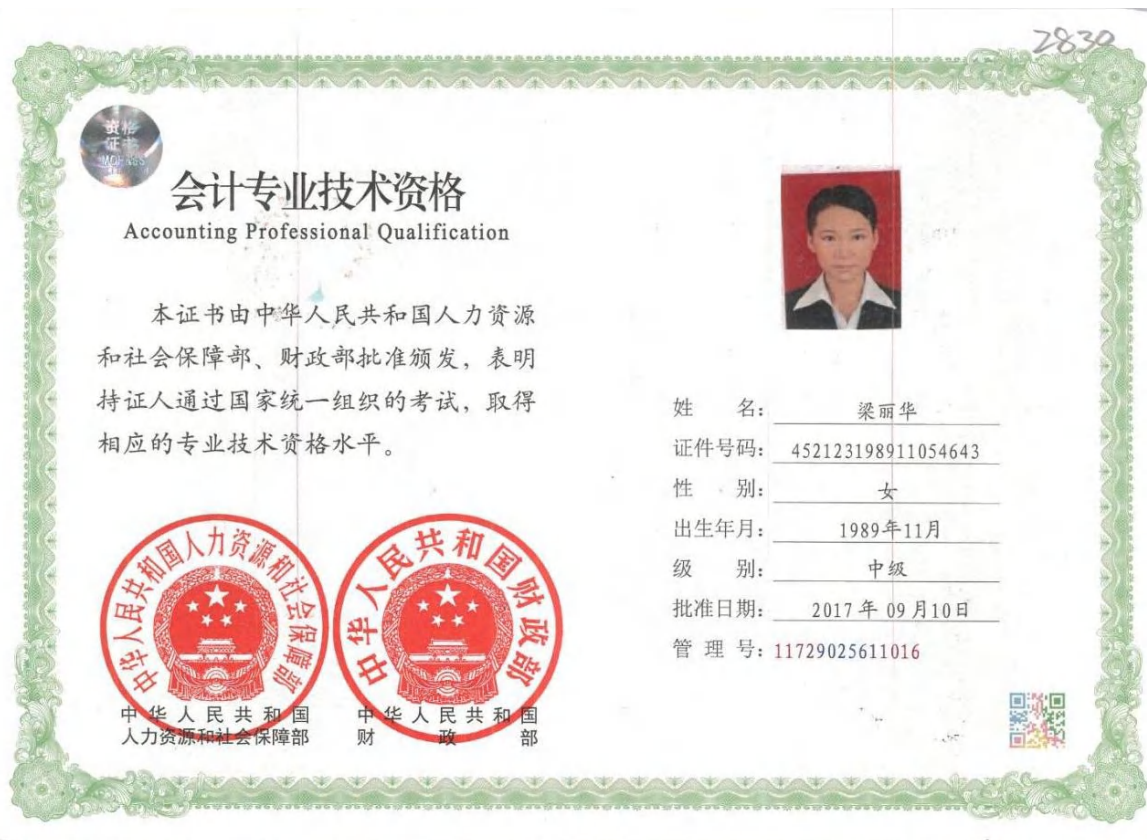 2830
资格
证书
MOHRSS
会计专业技术资格
Accounting Professional Qualification
本证书由中华人民共和国人力资源
和社会保障部、财政部批准颁发，表明
持证人通过国家统一组织的考试，取得
相应的专业技术资格水平。
中华人民共和国人力资源和社会保障部
中华人民共和国财政部
中华人民共和国
人力资源和社会保障部
中华人民共和国
财政部
姓名：梁丽华
证件号码：452123198911054643
性别：女
出生年月：1989年11月
级别：中级
批准日期：2017年09月10日
管理号：11729025611016